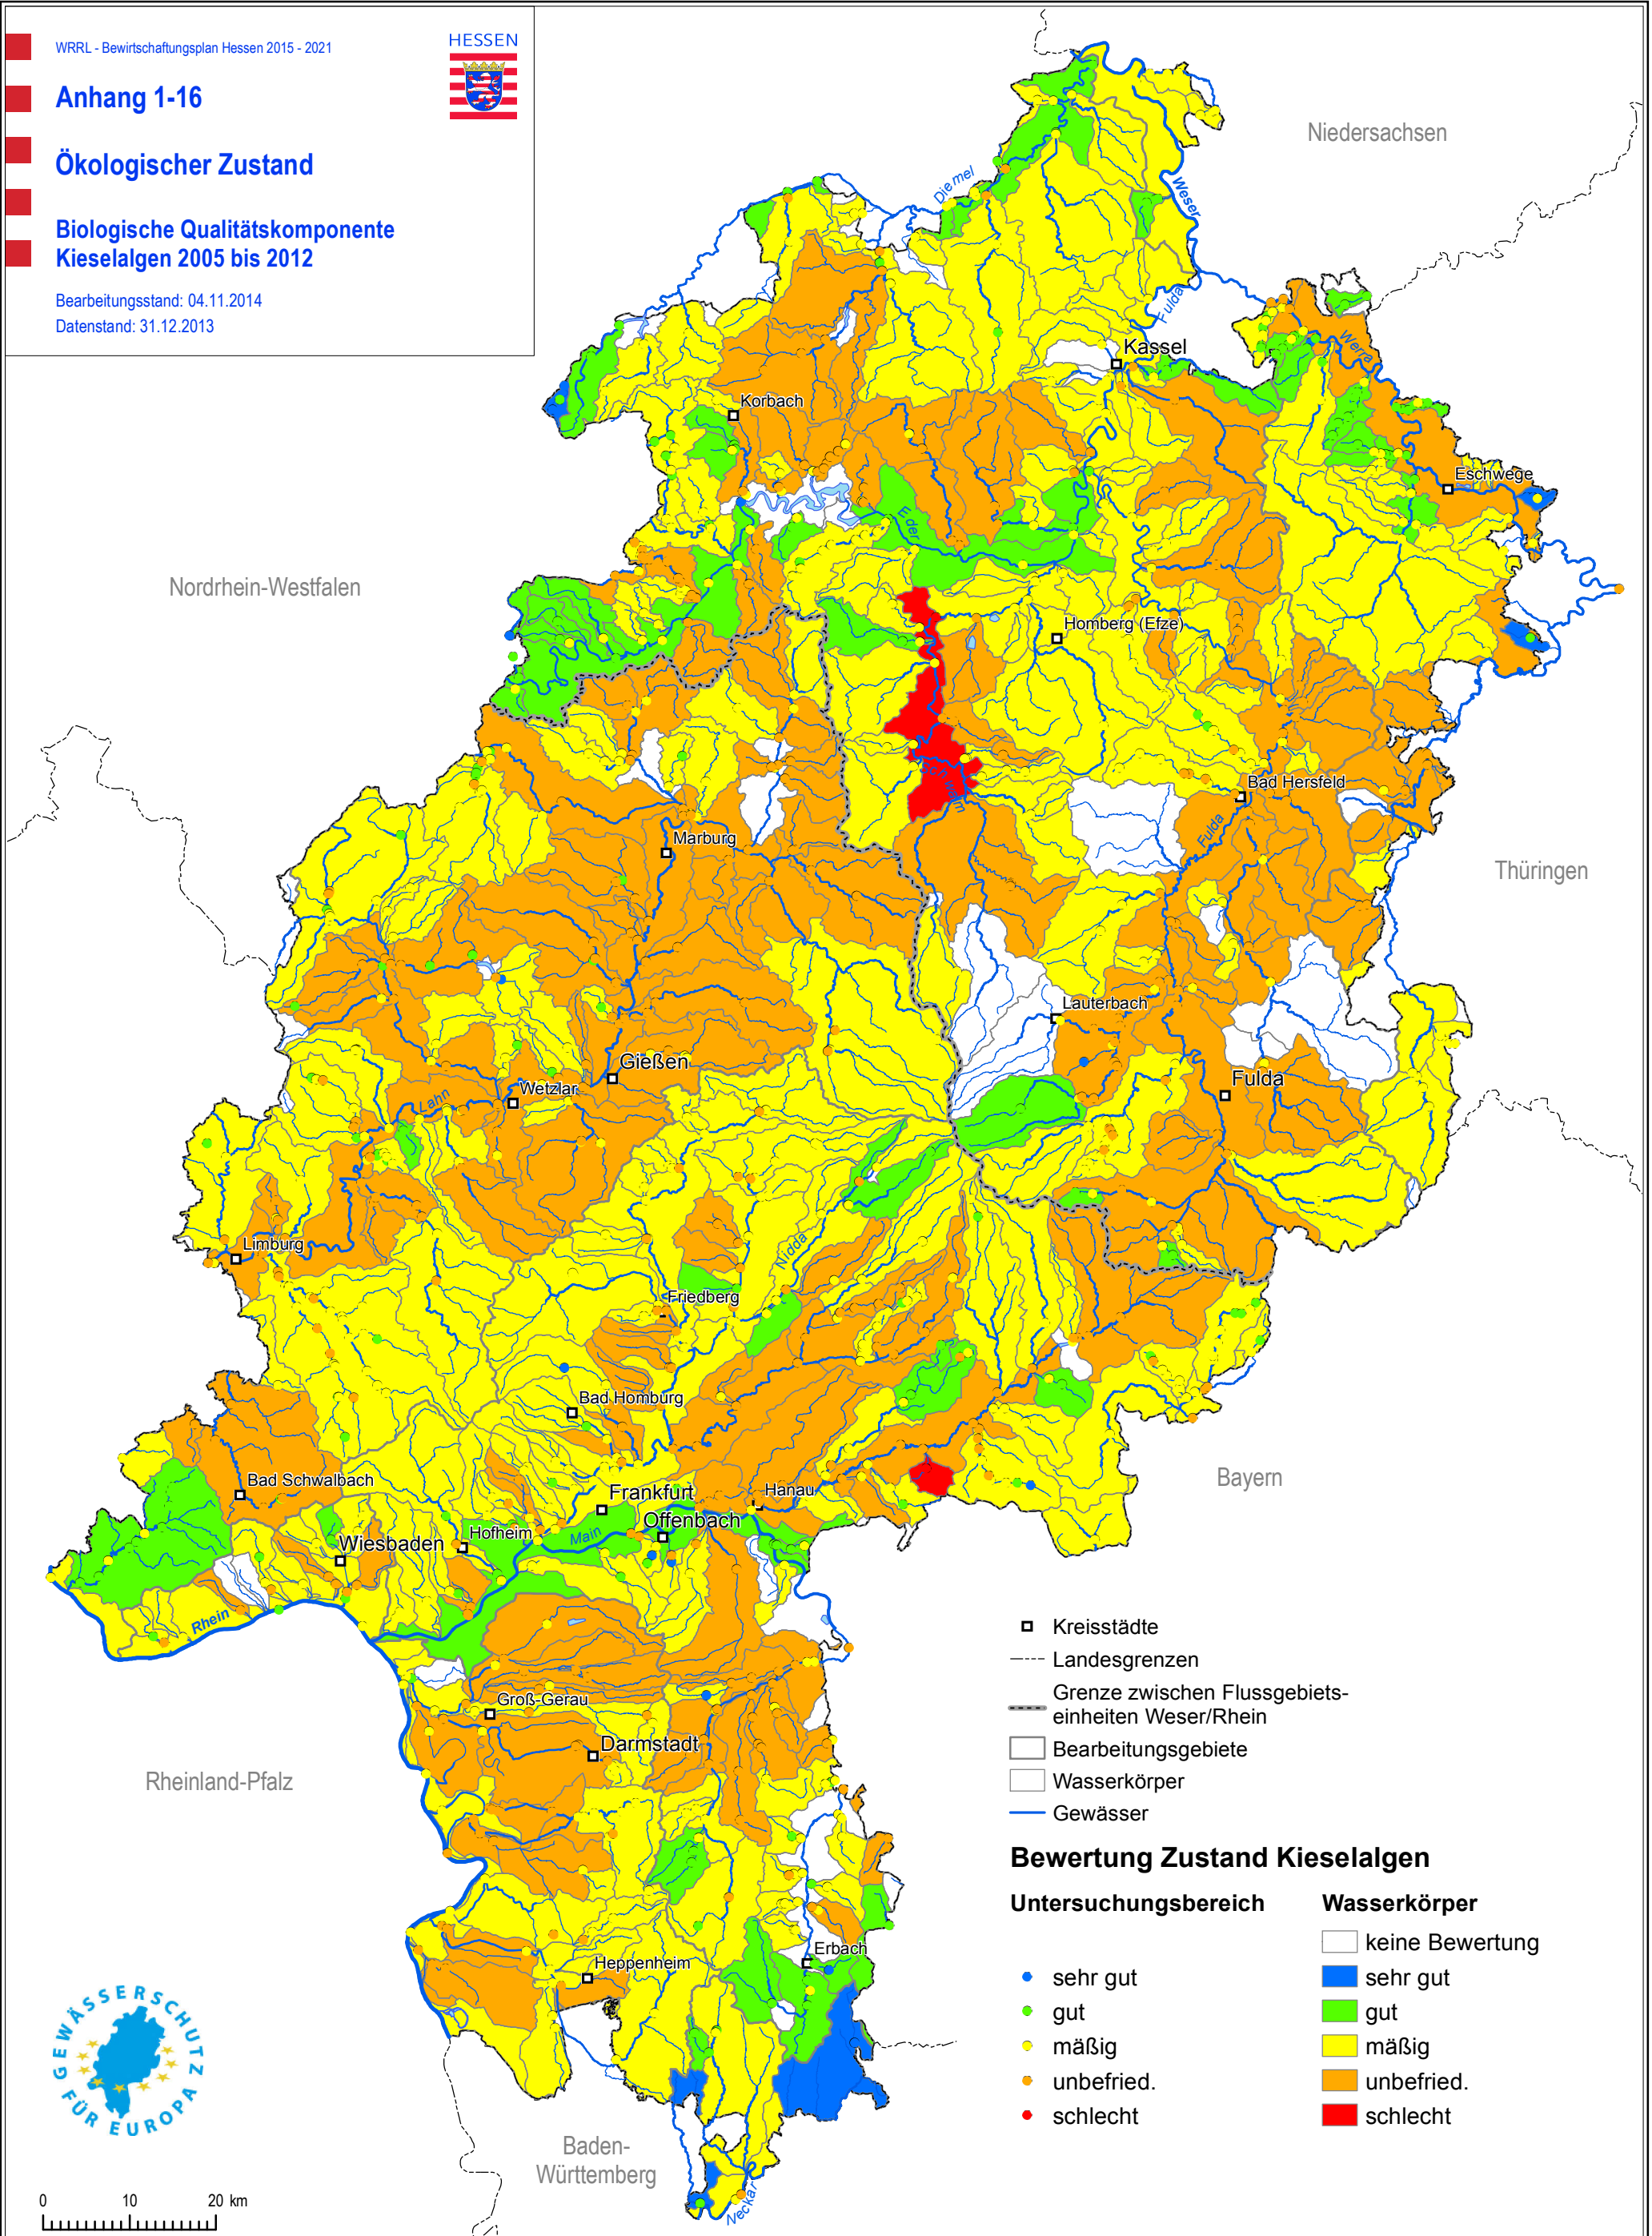 WRRL - Bewirtschaftungsplan Hessen 2015 - 2021
HESSEN
Anhang 1-16
Ökologischer Zustand
Biologische Qualitätskomponente
Kieselalgen 2005 bis 2012
Bearbeitungsstand: 04.11.2014
Datenstand: 31.12.2013
Niedersachsen
Diemel
Weser
Fulda
Kassel
Werra
Korbach
Eschwege
Eder
Nordrhein-Westfalen
Homberg (Efze)
Bad Hersfeld
Fulda
Marburg
Thüringen
Lauterbach
Gießen
Fulda
Wetzlar
Lahn
Limburg
Nidda
Friedberg
Bad Homburg
Bad Schwalbach
Bayern
Frankfurt
Hanau
Offenbach
Hofheim
Main
Wiesbaden
Rhein
Groß-Gerau
Darmstadt
Rheinland-Pfalz
Erbach
Heppenheim
Baden-
Württemberg
Neckar
Kreisstädte
Landesgrenzen
Grenze zwischen Flussgebiets-
einheiten Weser/Rhein
Bearbeitungsgebiete
Wasserkörper
Gewässer
Bewertung Zustand Kieselalgen
Untersuchungsbereich
Wasserkörper
keine Bewertung
sehr gut
sehr gut
gut
gut
mäßig
mäßig
unbefried.
unbefried.
schlecht
schlecht
GEWÄSSERSCHUTZ
FÜR EUROPA
0 10 20 km